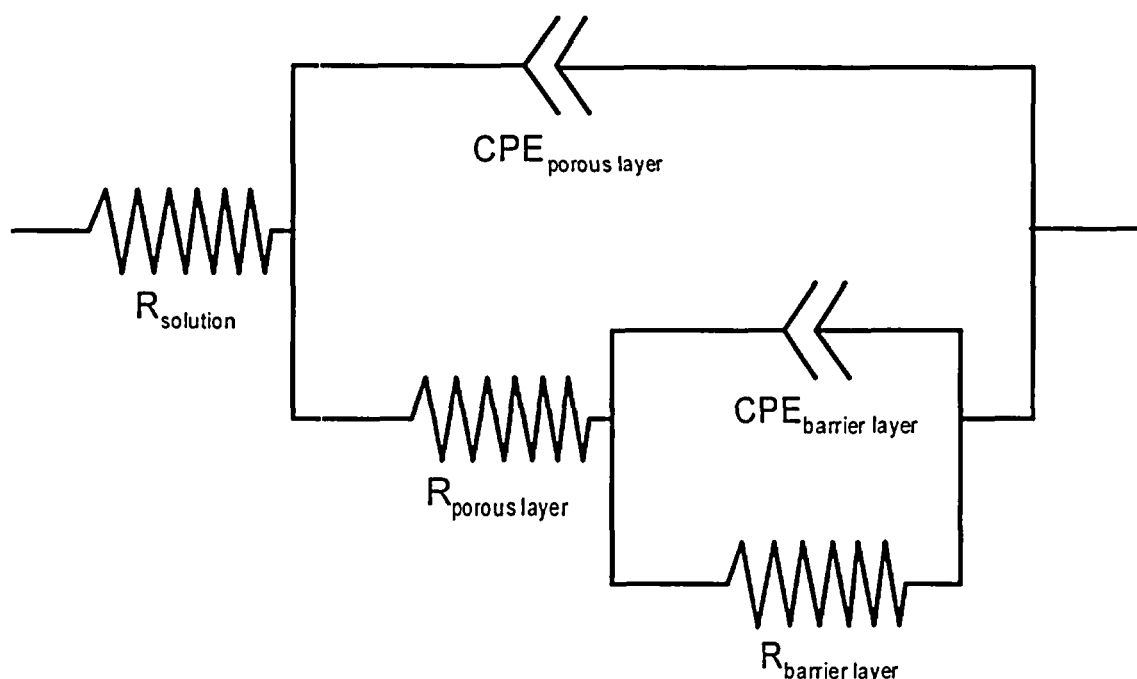 CPE porous layer
R solution
CPE barrier layer
R porous layer
R barrier layer